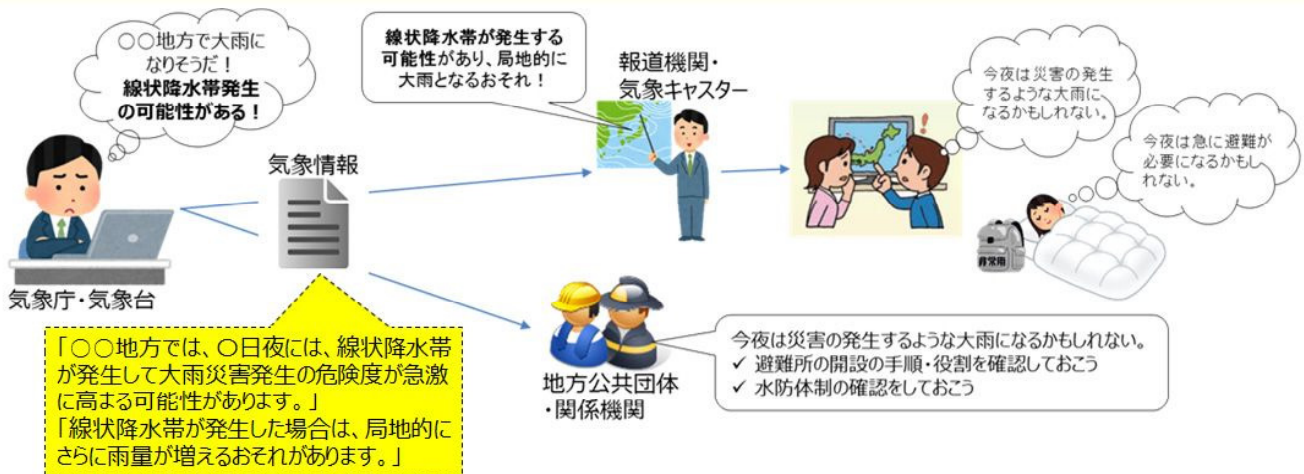 ○○地方で大雨に
なりそうだ！
線状降水帯発生
の可能性がある！
気象庁・気象台
気象情報
「○○地方では、○日夜には、線状降水帯
が発生して大雨災害発生の危険度が急激
に高まる可能性があります。」
「線状降水帯が発生した場合は、局地的に
さらに雨量が増えるおそれがあります。」
線状降水帯が発生する
可能性があり、局地的に
大雨となるおそれ！
報道機関・
気象キャスター
今夜は災害の発生
するような大雨に
なるかもしれない。
今夜は急に避難が
必要になるかもし
れない。
非常用
地方公共団体
・関係機関
今夜は災害の発生するような大雨になるかもしれない。
✓ 避難所の開設の手順・役割を確認しておこう
✓ 水防体制の確認をしておこう